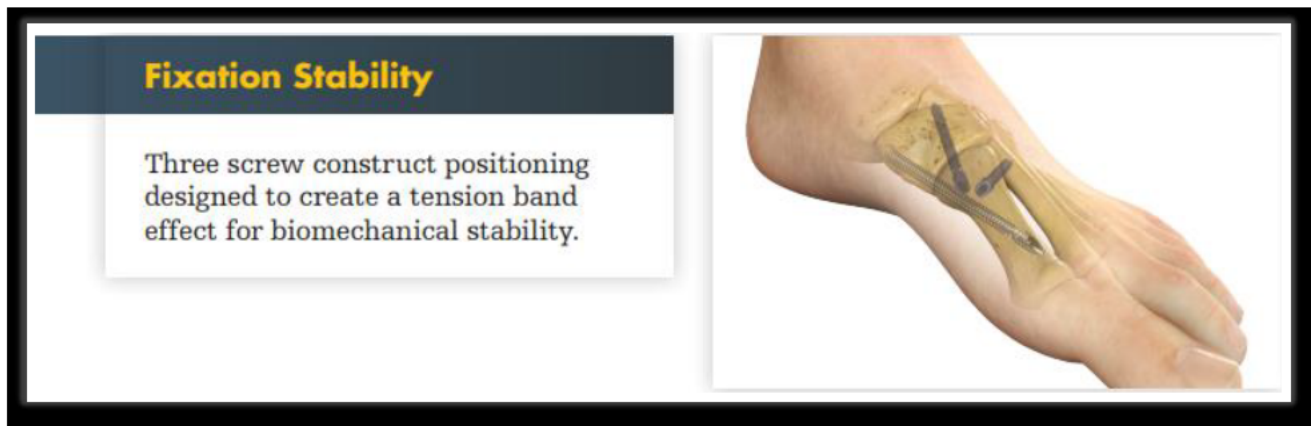 Fixation Stability
Three screw construct positioning
designed to create a tension band
effect for biomechanical stability.